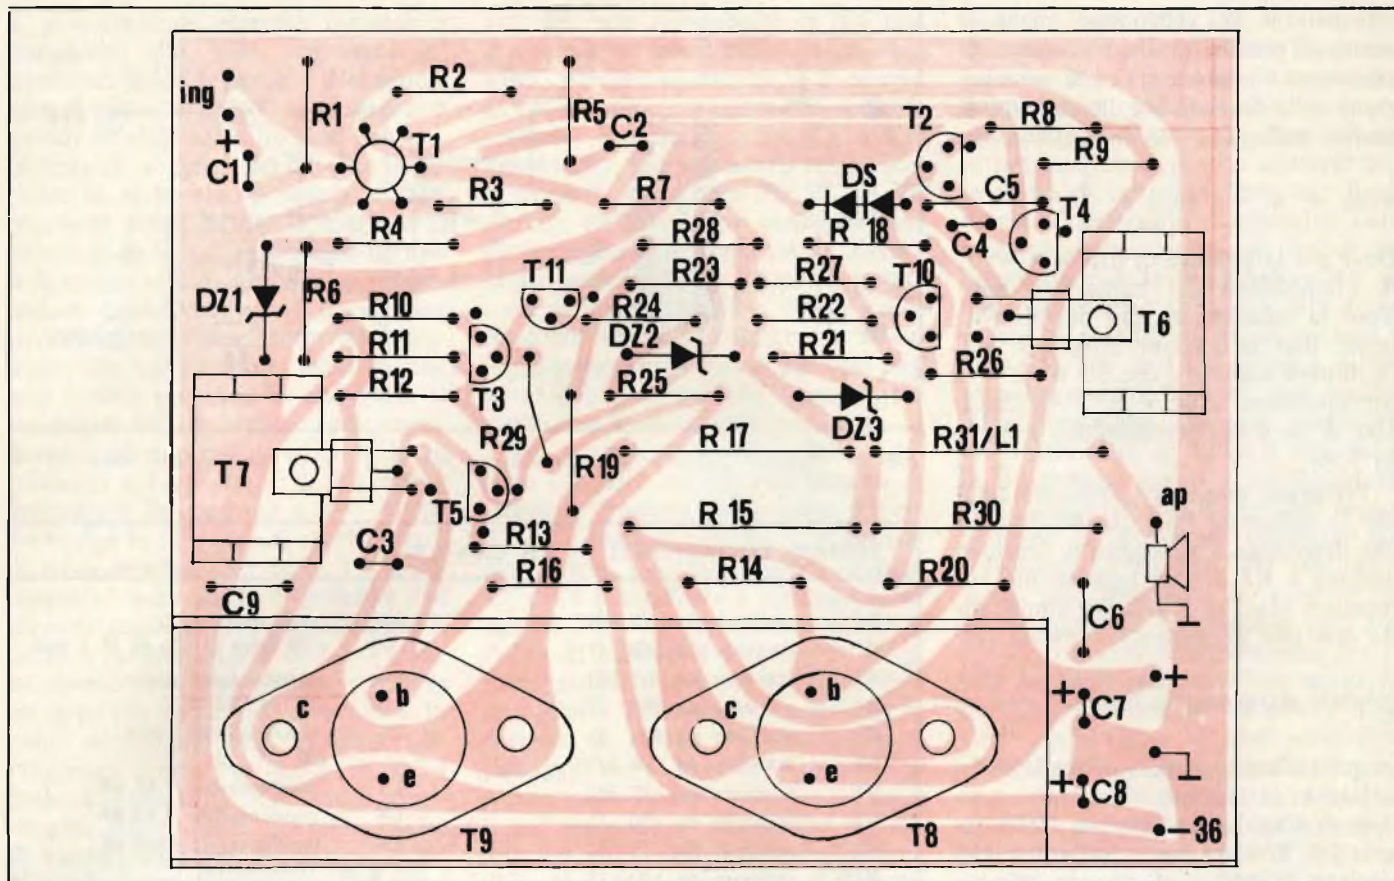 ing
R1
R2
R5
C2
T2
R8
+
C1
T1
R9
R3
R7
DS
C5
T4
R4
R28
R 18
C4
DZ1
R6
T11
R23
R27
T10
R10
R24
R22
T6
R11
DZ2
R21
R26
R12
T3
R25
DZ3
R29
R 17
R31/L1
T7
R19
T5
ap
R13
R 15
R30
C3
R16
R14
R20
C9
C6
b
c
e
b
c
e
+
+
C7
+
C8
T9
T8
-36